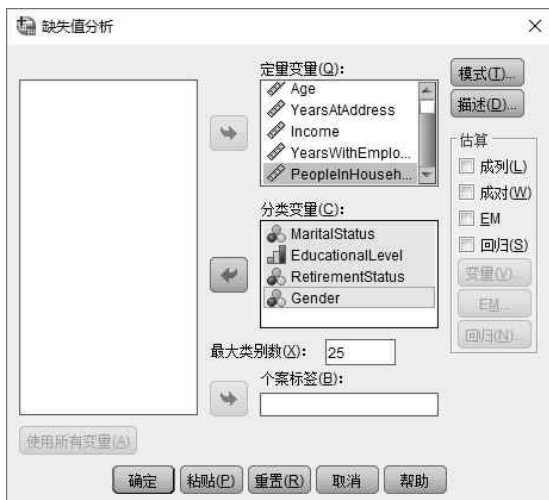 缺失值分析
定量变量(Q):
Age
YearsAtAddress
Income
YearsWithEmplo...
PeopleInHouseh...
分类变量(C):
MaritalStatus
EducationalLevel
RetirementStatus
Gender
最大类别数(X): 25
个案标签(B):
模式(T)...
描述(D)...
估算
成列(L)
成对(W)
EM
回归(S)
变量(V)...
EM...
回归(N)...
使用所有变量(A)
确定 粘贴(P) 重置(R) 取消 帮助